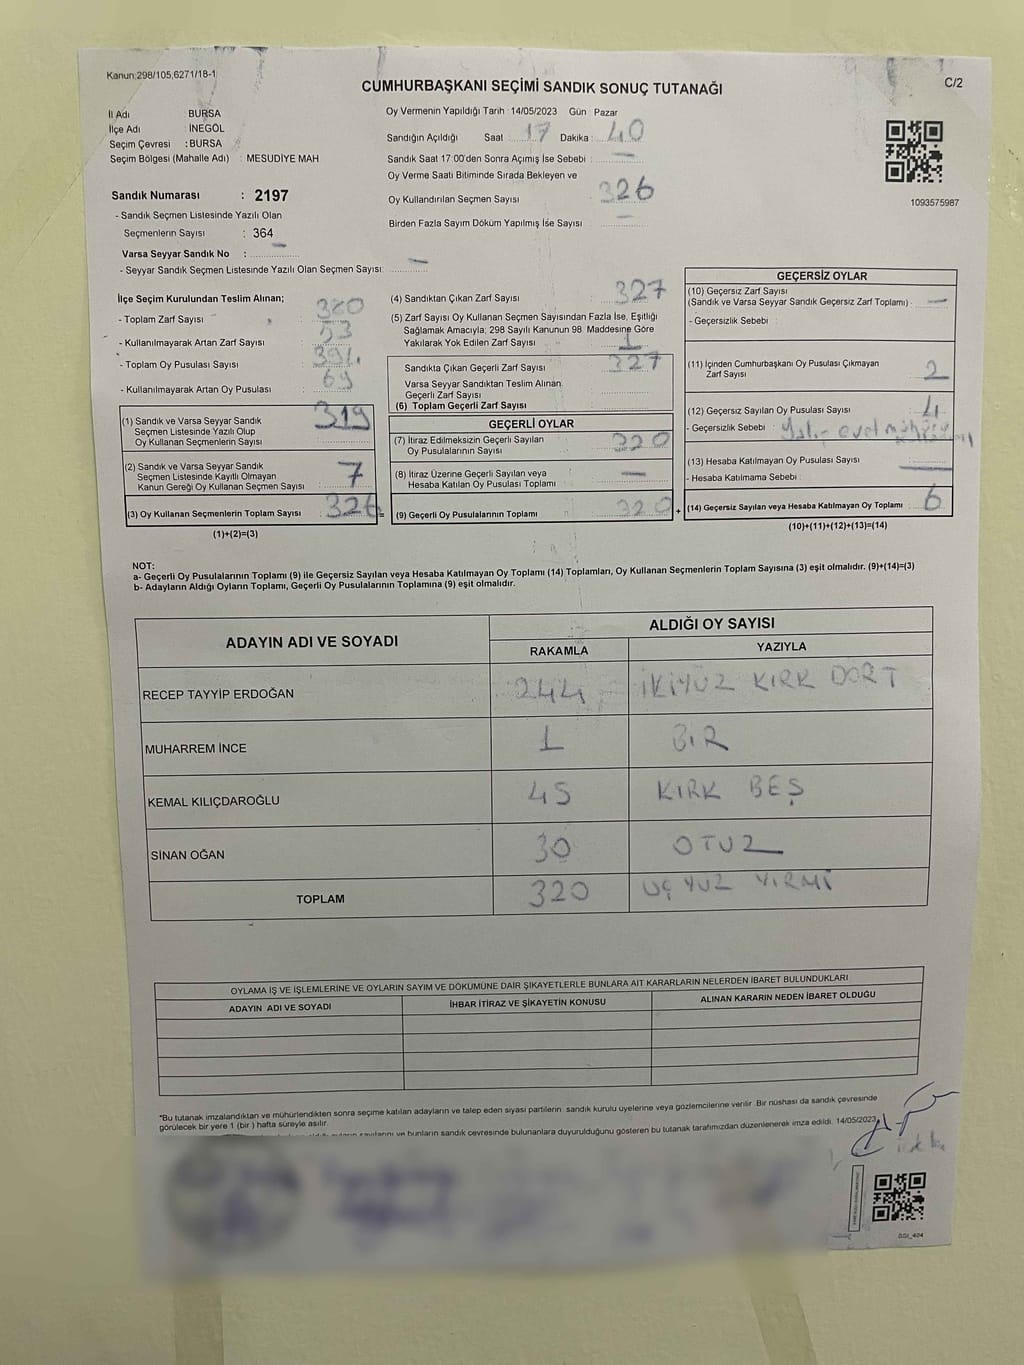 Kanun:298/105,6271/18-1
CUMHURBAŞKANI SEÇİMİ SANDIK SONUÇ TUTANAĞI
C/2
İl Adı : BURSA
İlçe Adı : İNEGÖL
Seçim Çevresi : BURSA
Seçim Bölgesi (Mahalle Adı) : MESUDİYE MAH
Oy Vermenin Yapıldığı Tarih : 14/05/2023 Gün Pazar
Sandığın Açıldığı Saat : 17 Dakika : 40
Sandık Saat 17:00'den Sonra Açımış İse Sebebi : —
Oy Verme Saati Bitiminde Sırada Bekleyen ve
Oy Kullandırılan Seçmen Sayısı 326
Birden Fazla Sayım Döküm Yapılmış İse Sayısı —
1093575987
Sandık Numarası : 2197
- Sandık Seçmen Listesinde Yazılı Olan
Seçmenlerin Sayısı : 364
Varsa Seyyar Sandık No : —
- Seyyar Sandık Seçmen Listesinde Yazılı Olan Seçmen Sayısı: —
İlçe Seçim Kurulundan Teslim Alınan;
- Toplam Zarf Sayısı : 380
- Kullanılmayarak Artan Zarf Sayısı : 53
- Toplam Oy Pusulası Sayısı
- Kullanılmayarak Artan Oy Pusulası : 69
(1) Sandık ve Varsa Seyyar Sandık
Seçmen Listesinde Yazılı Olup
Oy Kullanan Seçmenlerin Sayısı 319
(2) Sandık ve Varsa Seyyar Sandık
Seçmen Listesinde Kayıtlı Olmayan
Kanun Gereği Oy Kullanan Seçmen Sayısı 7
(3) Oy Kullanan Seçmenlerin Toplam Sayısı 326 =
(1)+(2)=(3)
(4) Sandıktan Çıkan Zarf Sayısı 327
(5) Zarf Sayısı Oy Kullanan Seçmen Sayısından Fazla İse, Eşitliği
Sağlamak Amacıyla; 298 Sayılı Kanunun 98. Maddesine Göre
Yakılarak Yok Edilen Zarf Sayısı 1
Sandıkta Çıkan Geçerli Zarf Sayısı 327
Varsa Seyyar Sandıktan Teslim Alınan
Geçerli Zarf Sayısı
(6) Toplam Geçerli Zarf Sayısı
GEÇERLİ OYLAR
(7) İtiraz Edilmeksizin Geçerli Sayılan
Oy Pusulalarının Sayısı 320
(8) İtiraz Üzerine Geçerli Sayılan veya
Hesaba Katılan Oy Pusulası Toplamı —
(9) Geçerli Oy Pusulalarının Toplamı : 320 +
GEÇERSİZ OYLAR
(10) Geçersiz Zarf Sayısı
(Sandık ve Varsa Seyyar Sandık Geçersiz Zarf Toplamı) : —
- Geçersizlik Sebebi
(11) İçinden Cumhurbaşkanı Oy Pusulası Çıkmayan
Zarf Sayısı 2
(12) Geçersiz Sayılan Oy Pusulası Sayısı 4
- Geçersizlik Sebebi : evet
(13) Hesaba Katılmayan Oy Pusulası Sayısı —
- Hesaba Katılmama Sebebi :
(14) Geçersiz Sayılan veya Hesaba Katılmayan Oy Toplamı : 6
(10)+(11)+(12)+(13)=(14)
NOT:
a- Geçerli Oy Pusulalarının Toplamı (9) ile Geçersiz Sayılan veya Hesaba Katılmayan Oy Toplamı (14) Toplamları, Oy Kullanan Seçmenlerin Toplam Sayısına (3) eşit olmalıdır. (9)+(14)=(3)
b- Adayların Aldığı Oyların Toplamı, Geçerli Oy Pusulalarının Toplamına (9) eşit olmalıdır.
ADAYIN ADI VE SOYADI
ALDIĞI OY SAYISI
RAKAMLA YAZIYLA
RECEP TAYYİP ERDOĞAN 244 İKİYÜZ KIRK DÖRT
MUHARREM İNCE 1 BİR
KEMAL KILIÇDAROĞLU 45 KIRK BEŞ
SİNAN OĞAN 30 OTUZ
TOPLAM 320 ÜÇ YÜZ YİRMİ
OYLAMA İŞ VE İŞLEMLERİNE VE OYLARIN SAYIM VE DÖKÜMÜNE DAİR ŞİKAYETLERLE BUNLARA AİT KARARLARIN NELERDEN İBARET BULUNDUKLARI
ADAYIN ADI VE SOYADI İHBAR İTİRAZ VE ŞİKAYETİN KONUSU ALINAN KARARIN NEDEN İBARET OLDUĞU
*Bu tutanak imzalandıktan ve mühürlendikten sonra seçime katılan adayların ve talep eden siyasi partilerin sandık kurulu üyelerine veya gözlemcilerine verilir. Bir nüshası da sandık çevresinde
görülecek bir yere 1 (bir ) hafta süreyle asılır.
sayılarını ve bunların sandık çevresinde bulunanlara duyurulduğunu gösteren bu tutanak tarafımızdan düzenlenerek imza edildi. 14/05/2023